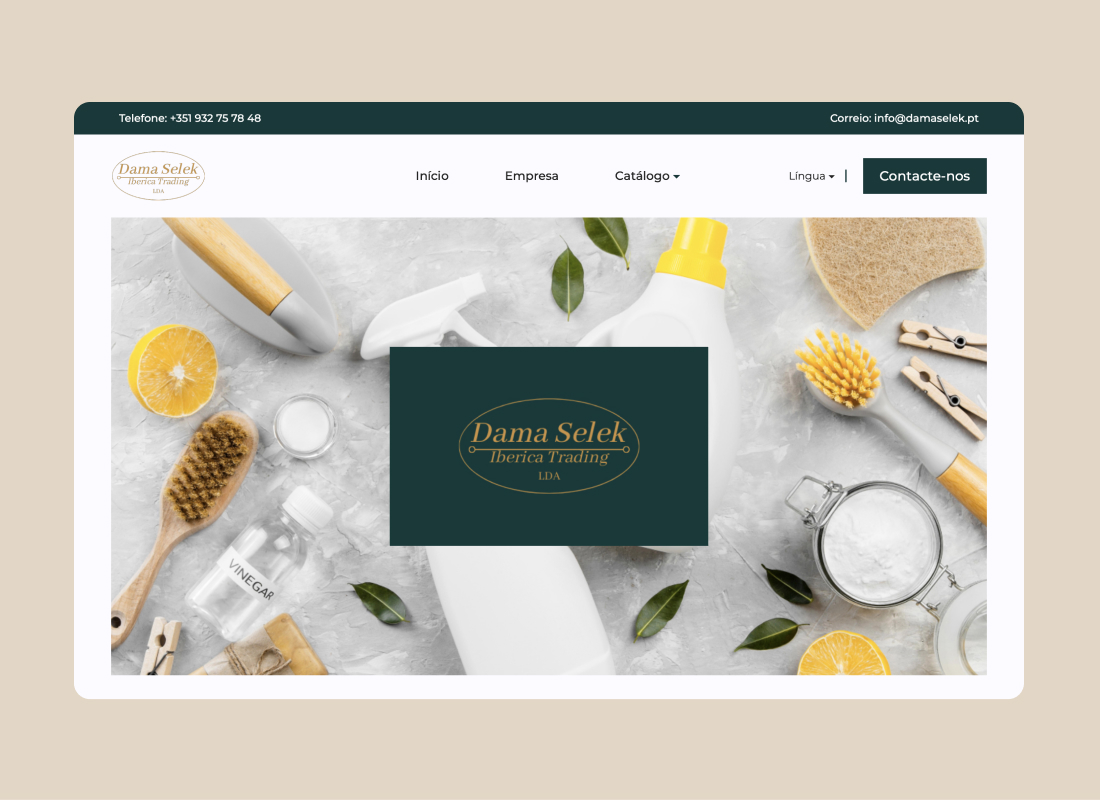 Telefone: +351 932 75 78 48
Correio: info@damaselek.pt
Dama Selek
Iberica Trading
LDA
Início
Empresa
Catálogo
Língua
Contacte-nos
Dama Selek
Iberica Trading
LDA
VINEGAR